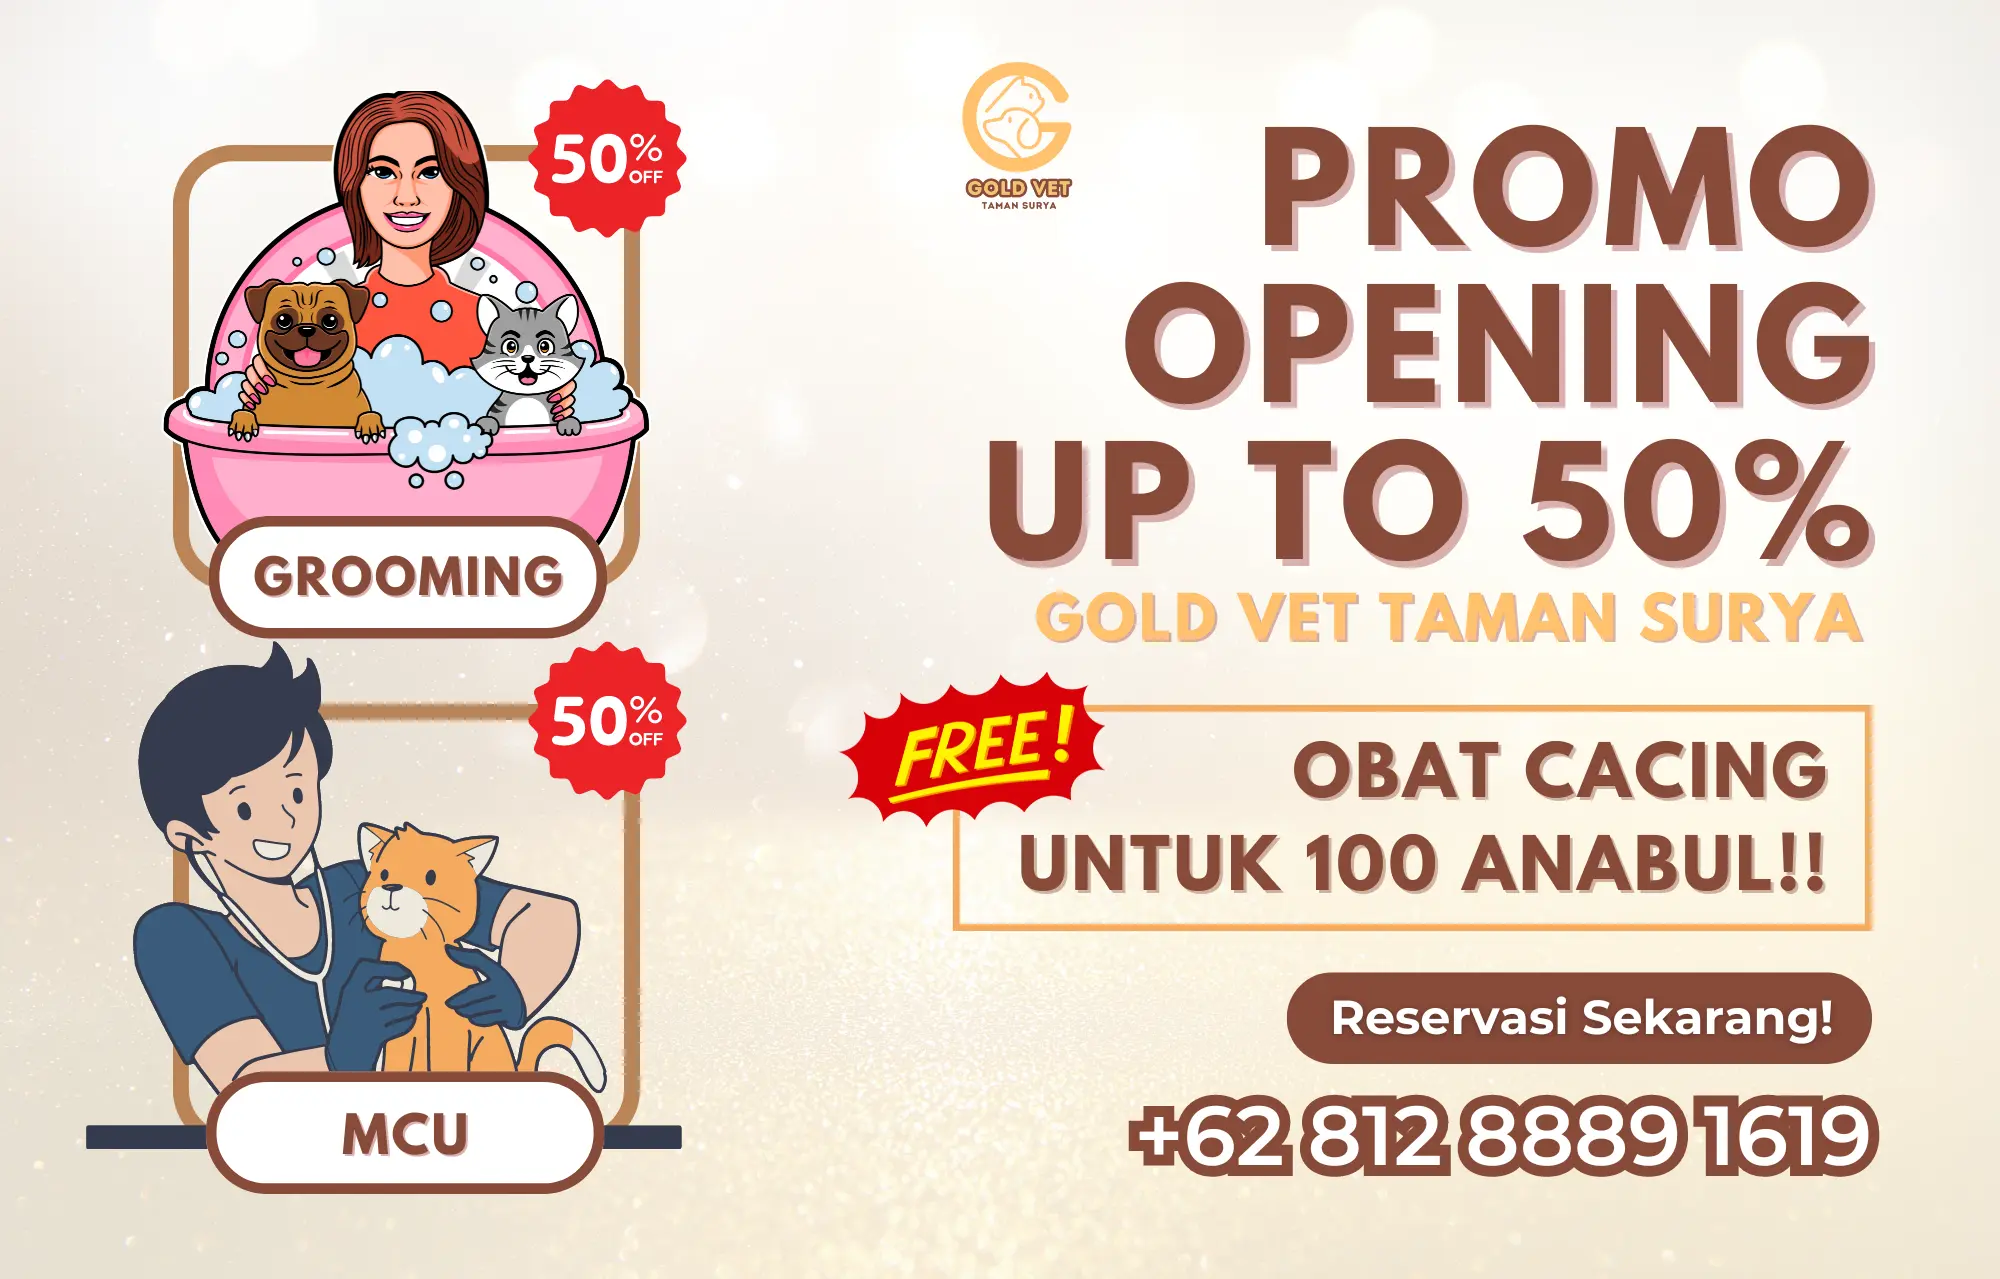 50%
OFF
GROOMING
50%
OFF
MCU
GOLD VET
TAMAN SURYA
PROMO
OPENING
UP TO 50%
GOLD VET TAMAN SURYA
FREE!
OBAT CACING
UNTUK 100 ANABUL!!
Reservasi Sekarang!
+62 812 8889 1619